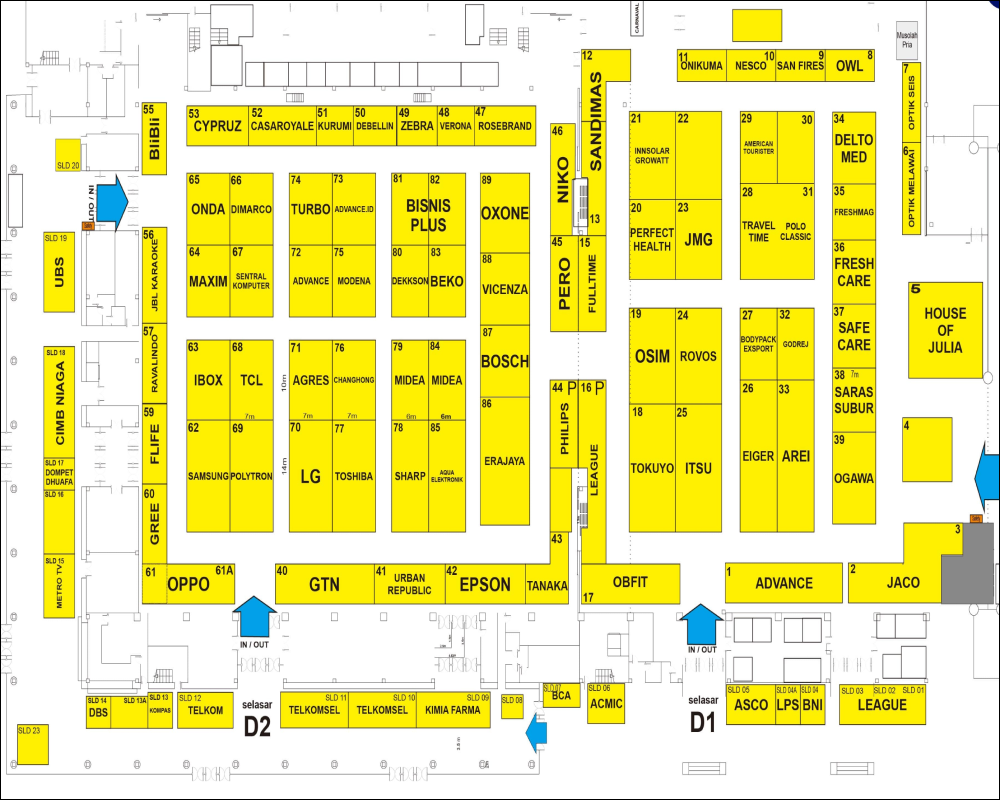 CARNAVAL
Musolah
Pria
12
SANDIMAS
13
11
ONIKUMA
10
NESCO
9
SAN FIRES
8
OWL
7
OPTIK SEIS
6
OPTIK MELAWAI
55
BliBli
53
CYPRUZ
52
CASAROYALE
51
KURUMI
50
DEBELLIN
49
ZEBRA
48
VERONA
47
ROSEBRAND
46
NIKO
21
INNSOLAR
GROWATT
22
29
AMERICAN
TOURISTER
30
34
DELTO
MED
SLD 20
IN / OUT
65
ONDA
66
DIMARCO
74
TURBO
73
ADVANCE.ID
81
82
BISNIS
PLUS
89
OXONE
20
PERFECT
HEALTH
23
JMG
28
TRAVEL
TIME
31
POLO
CLASSIC
35
FRESHMAG
SLD 19
UBS
56
JBL KARAOKE
64
MAXIM
67
SENTRAL
KOMPUTER
72
ADVANCE
75
MODENA
80
DEKKSON
83
BEKO
88
VICENZA
45
PERO
15
FULLTIME
36
FRESH
CARE
5
HOUSE
OF
JULIA
57
RAVALINDO
63
IBOX
68
TCL
7m
71
AGRES
7m
76
CHANGHONG
7m
10m
79
MIDEA
6m
84
MIDEA
6m
87
BOSCH
19
OSIM
24
ROVOS
27
BODYPACK
EXSPORT
32
GODREJ
37
SAFE
CARE
SLD 18
CIMB NIAGA
38
7m
SARAS
SUBUR
44
P
PHILIPS
16
P
LEAGUE
59
FLIFE
62
SAMSUNG
69
POLYTRON
14m
70
LG
77
TOSHIBA
78
SHARP
85
AQUA
ELEKTRONIK
86
ERAJAYA
18
TOKUYO
25
ITSU
26
EIGER
33
AREI
39
OGAWA
4
SLD 17
DOMPET
DHUAFA
SLD 16
60
GREE
SLD 15
METRO TV
3
43
TANAKA
61
OPPO
61A
40
GTN
41
URBAN
REPUBLIC
42
EPSON
OBFIT
17
1
ADVANCE
2
JACO
IN / OUT
IN / OUT
SLD 14
DBS
SLD 13A
SLD 13
KOMPAS
SLD 12
TELKOM
selasar
D2
SLD 11
TELKOMSEL
SLD 10
TELKOMSEL
SLD 09
KIMIA FARMA
SLD 08
SLD 07
BCA
SLD 06
ACMIC
selasar
D1
SLD 05
ASCO
SLD 04A
LPS
SLD 04
BNI
SLD 03
SLD 02
SLD 01
LEAGUE
SLD 23